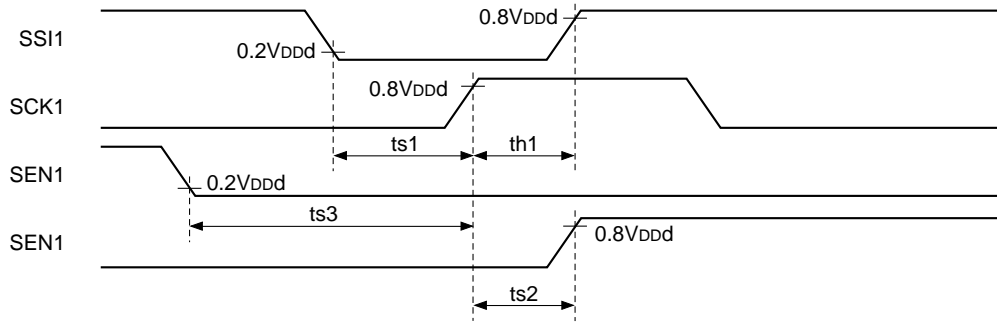 SSI1
0.8VDDd
0.2VDDd
SCK1
0.8VDDd
ts1
th1
SEN1
0.2VDDd
ts3
SEN1
0.8VDDd
ts2